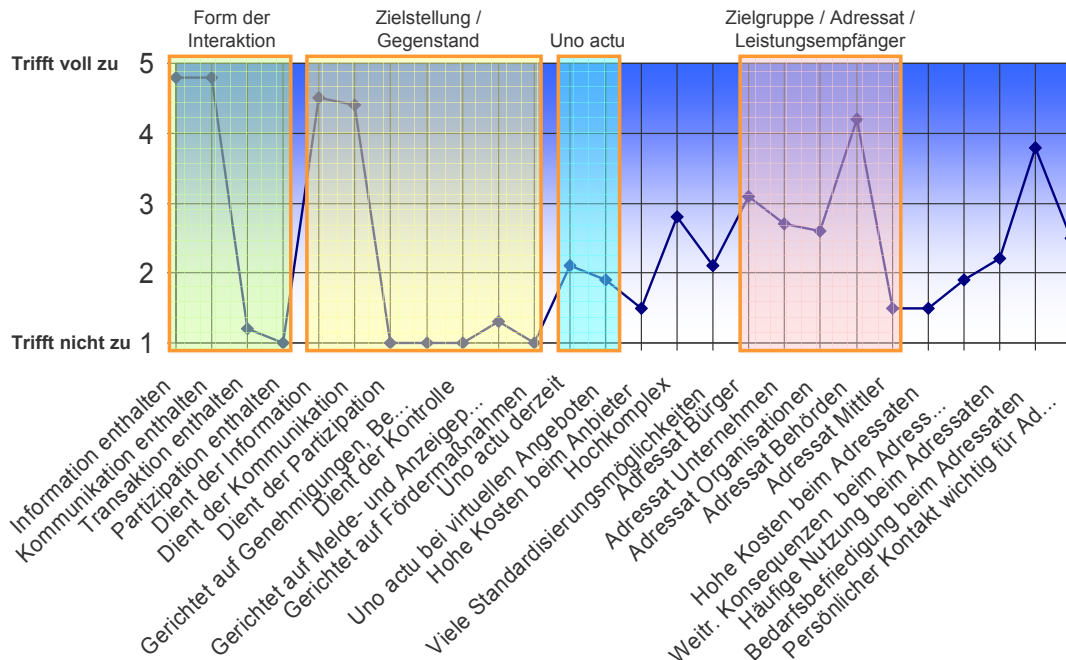 Form der
Interaktion
Zielstellung /
Gegenstand
Uno actu
Zielgruppe / Adressat /
Leistungsempfänger
Trifft voll zu
5
4
3
2
Trifft nicht zu
1
Information enthalten
Kommunikation enthalten
Transaktion enthalten
Partizipation enthalten
Dient der Information
Dient der Kommunikation
Dient der Partizipation
Gerichtet auf Genehmigungen, Be...
Dient der Kontrolle
Gerichtet auf Melde- und Anzeigep...
Gerichtet auf Fördermaßnahmen
Uno actu derzeit
Uno actu bei virtuellen Angeboten
Hohe Kosten beim Anbieter
Hochkomplex
Viele Standardisierungsmöglichkeiten
Adressat Bürger
Adressat Unternehmen
Adressat Organisationen
Adressat Behörden
Adressat Mittler
Hohe Kosten beim Adressaten
Weitr. Konsequenzen beim Adress...
Häufige Nutzung beim Adressaten
Bedarfsbefriedigung beim Adressaten
Persönlicher Kontakt wichtig für Ad...